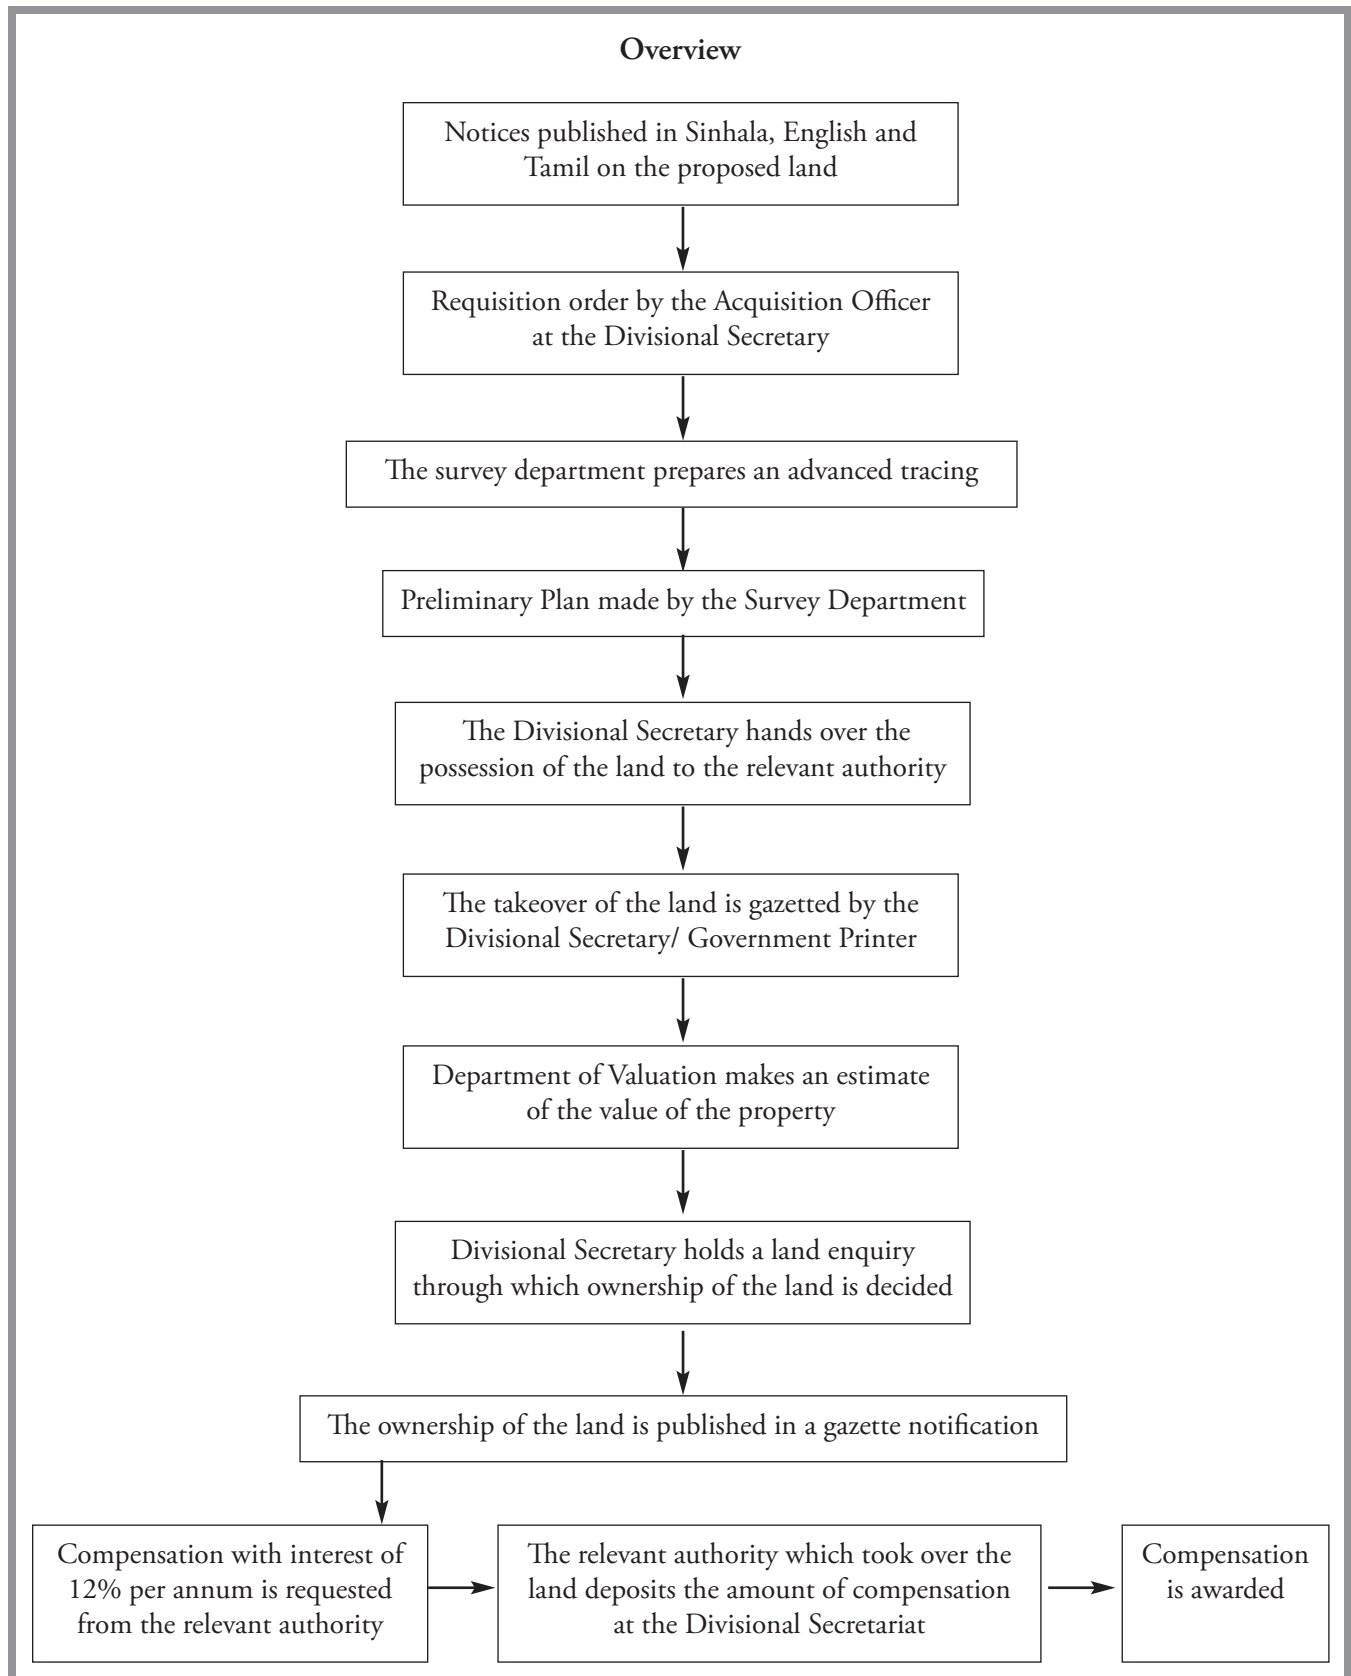 Overview
Notices published in Sinhala, English and
Tamil on the proposed land
Requisition order by the Acquisition Officer
at the Divisional Secretary
The survey department prepares an advanced tracing
Preliminary Plan made by the Survey Department
The Divisional Secretary hands over the
possession of the land to the relevant authority
The takeover of the land is gazetted by the
Divisional Secretary/ Government Printer
Department of Valuation makes an estimate
of the value of the property
Divisional Secretary holds a land enquiry
through which ownership of the land is decided
The ownership of the land is published in a gazette notification
Compensation with interest of
12% per annum is requested
from the relevant authority
The relevant authority which took over the
land deposits the amount of compensation
at the Divisional Secretariat
Compensation
is awarded